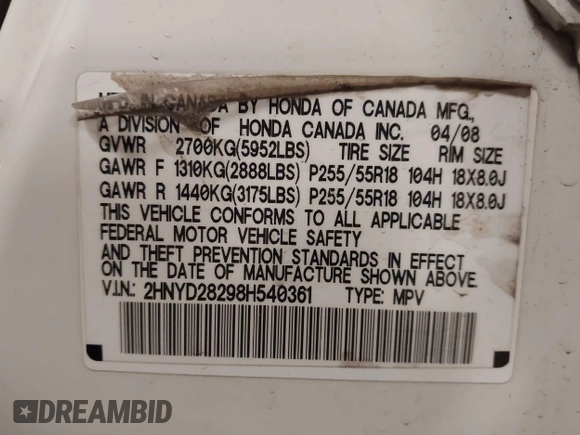 MFD. IN CANADA BY HONDA OF CANADA MFG.,
A DIVISION OF HONDA CANADA INC. 04/08
GVWR 2700KG(5952LBS) TIRE SIZE RIM SIZE
GAWR F 1310KG(2888LBS) P255/55R18 104H 18X8.0J
GAWR R 1440KG(3175LBS) P255/55R18 104H 18X8.0J
THIS VEHICLE CONFORMS TO ALL APPLICABLE
FEDERAL MOTOR VEHICLE SAFETY
AND THEFT PREVENTION STANDARDS IN EFFECT
ON THE DATE OF MANUFACTURE SHOWN ABOVE.
V.I.N.: 2HNYD28298H540361 TYPE: MPV
DREAMBID